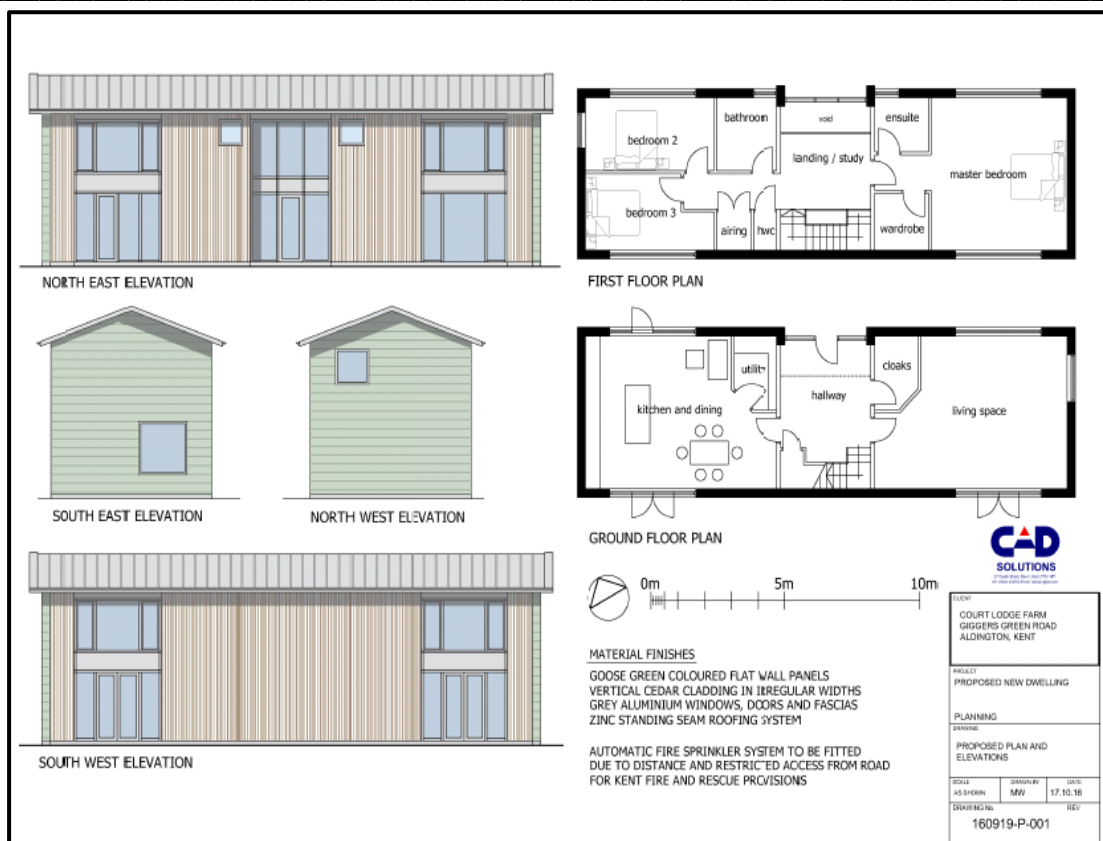 NORTH EAST ELEVATION
bedroom 2
bathroom
void
ensuite
landing / study
master bedroom
bedroom 3
airing
hwc
wardrobe
FIRST FLOOR PLAN
SOUTH EAST ELEVATION
NORTH WEST ELEVATION
utility
cloaks
hallway
kitchen and dining
living space
GROUND FLOOR PLAN
CAD
SOLUTIONS
0m
5m
10m
SOUTH WEST ELEVATION
MATERIAL FINISHES
GOOSE GREEN COLOURED FLAT WALL PANELS
VERTICAL CEDAR CLADDING IN IRREGULAR WIDTHS
GREY ALUMINIUM WINDOWS, DOORS AND FASCIAS
ZINC STANDING SEAM ROOFING SYSTEM
AUTOMATIC FIRE SPRINKLER SYSTEM TO BE FITTED
DUE TO DISTANCE AND RESTRICTED ACCESS FROM ROAD
FOR KENT FIRE AND RESCUE PROVISIONS
CLIENT
COURT LODGE FARM
GIGGERS GREEN ROAD
ALDINGTON, KENT
PROJECT
PROPOSED NEW DWELLING
PLANNING
DRAWING
PROPOSED PLAN AND
ELEVATIONS
SCALE
AS SHOWN
DRAWN BY
MW
DATE
17.10.16
DRAWING No.
REV
160919-P-001